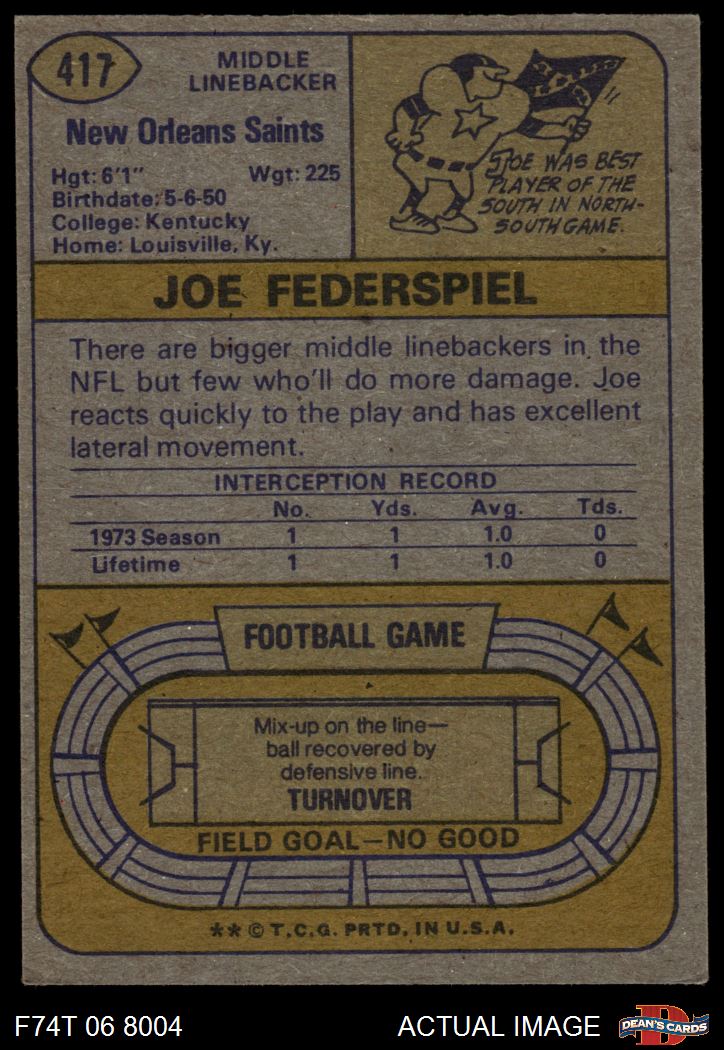 417
MIDDLE
LINEBACKER
New Orleans Saints
Hgt: 6'1" Wgt: 225
Birthdate: 5-6-50
College: Kentucky
Home: Louisville, Ky.
JOE WAS BEST
PLAYER OF THE
SOUTH IN NORTH-
SOUTH GAME.
JOE FEDERSPIEL
There are bigger middle linebackers in the
NFL but few who'll do more damage. Joe
reacts quickly to the play and has excellent
lateral movement.
INTERCEPTION RECORD
No. Yds. Avg. Tds.
1973 Season 1 1 1.0 0
Lifetime 1 1 1.0 0
FOOTBALL GAME
Mix-up on the line—
ball recovered by
defensive line.
TURNOVER
FIELD GOAL—NO GOOD
** © T.C.G. PRTD. IN U.S.A.
F74T 06 8004 ACTUAL IMAGE
DEAN'S CARDS